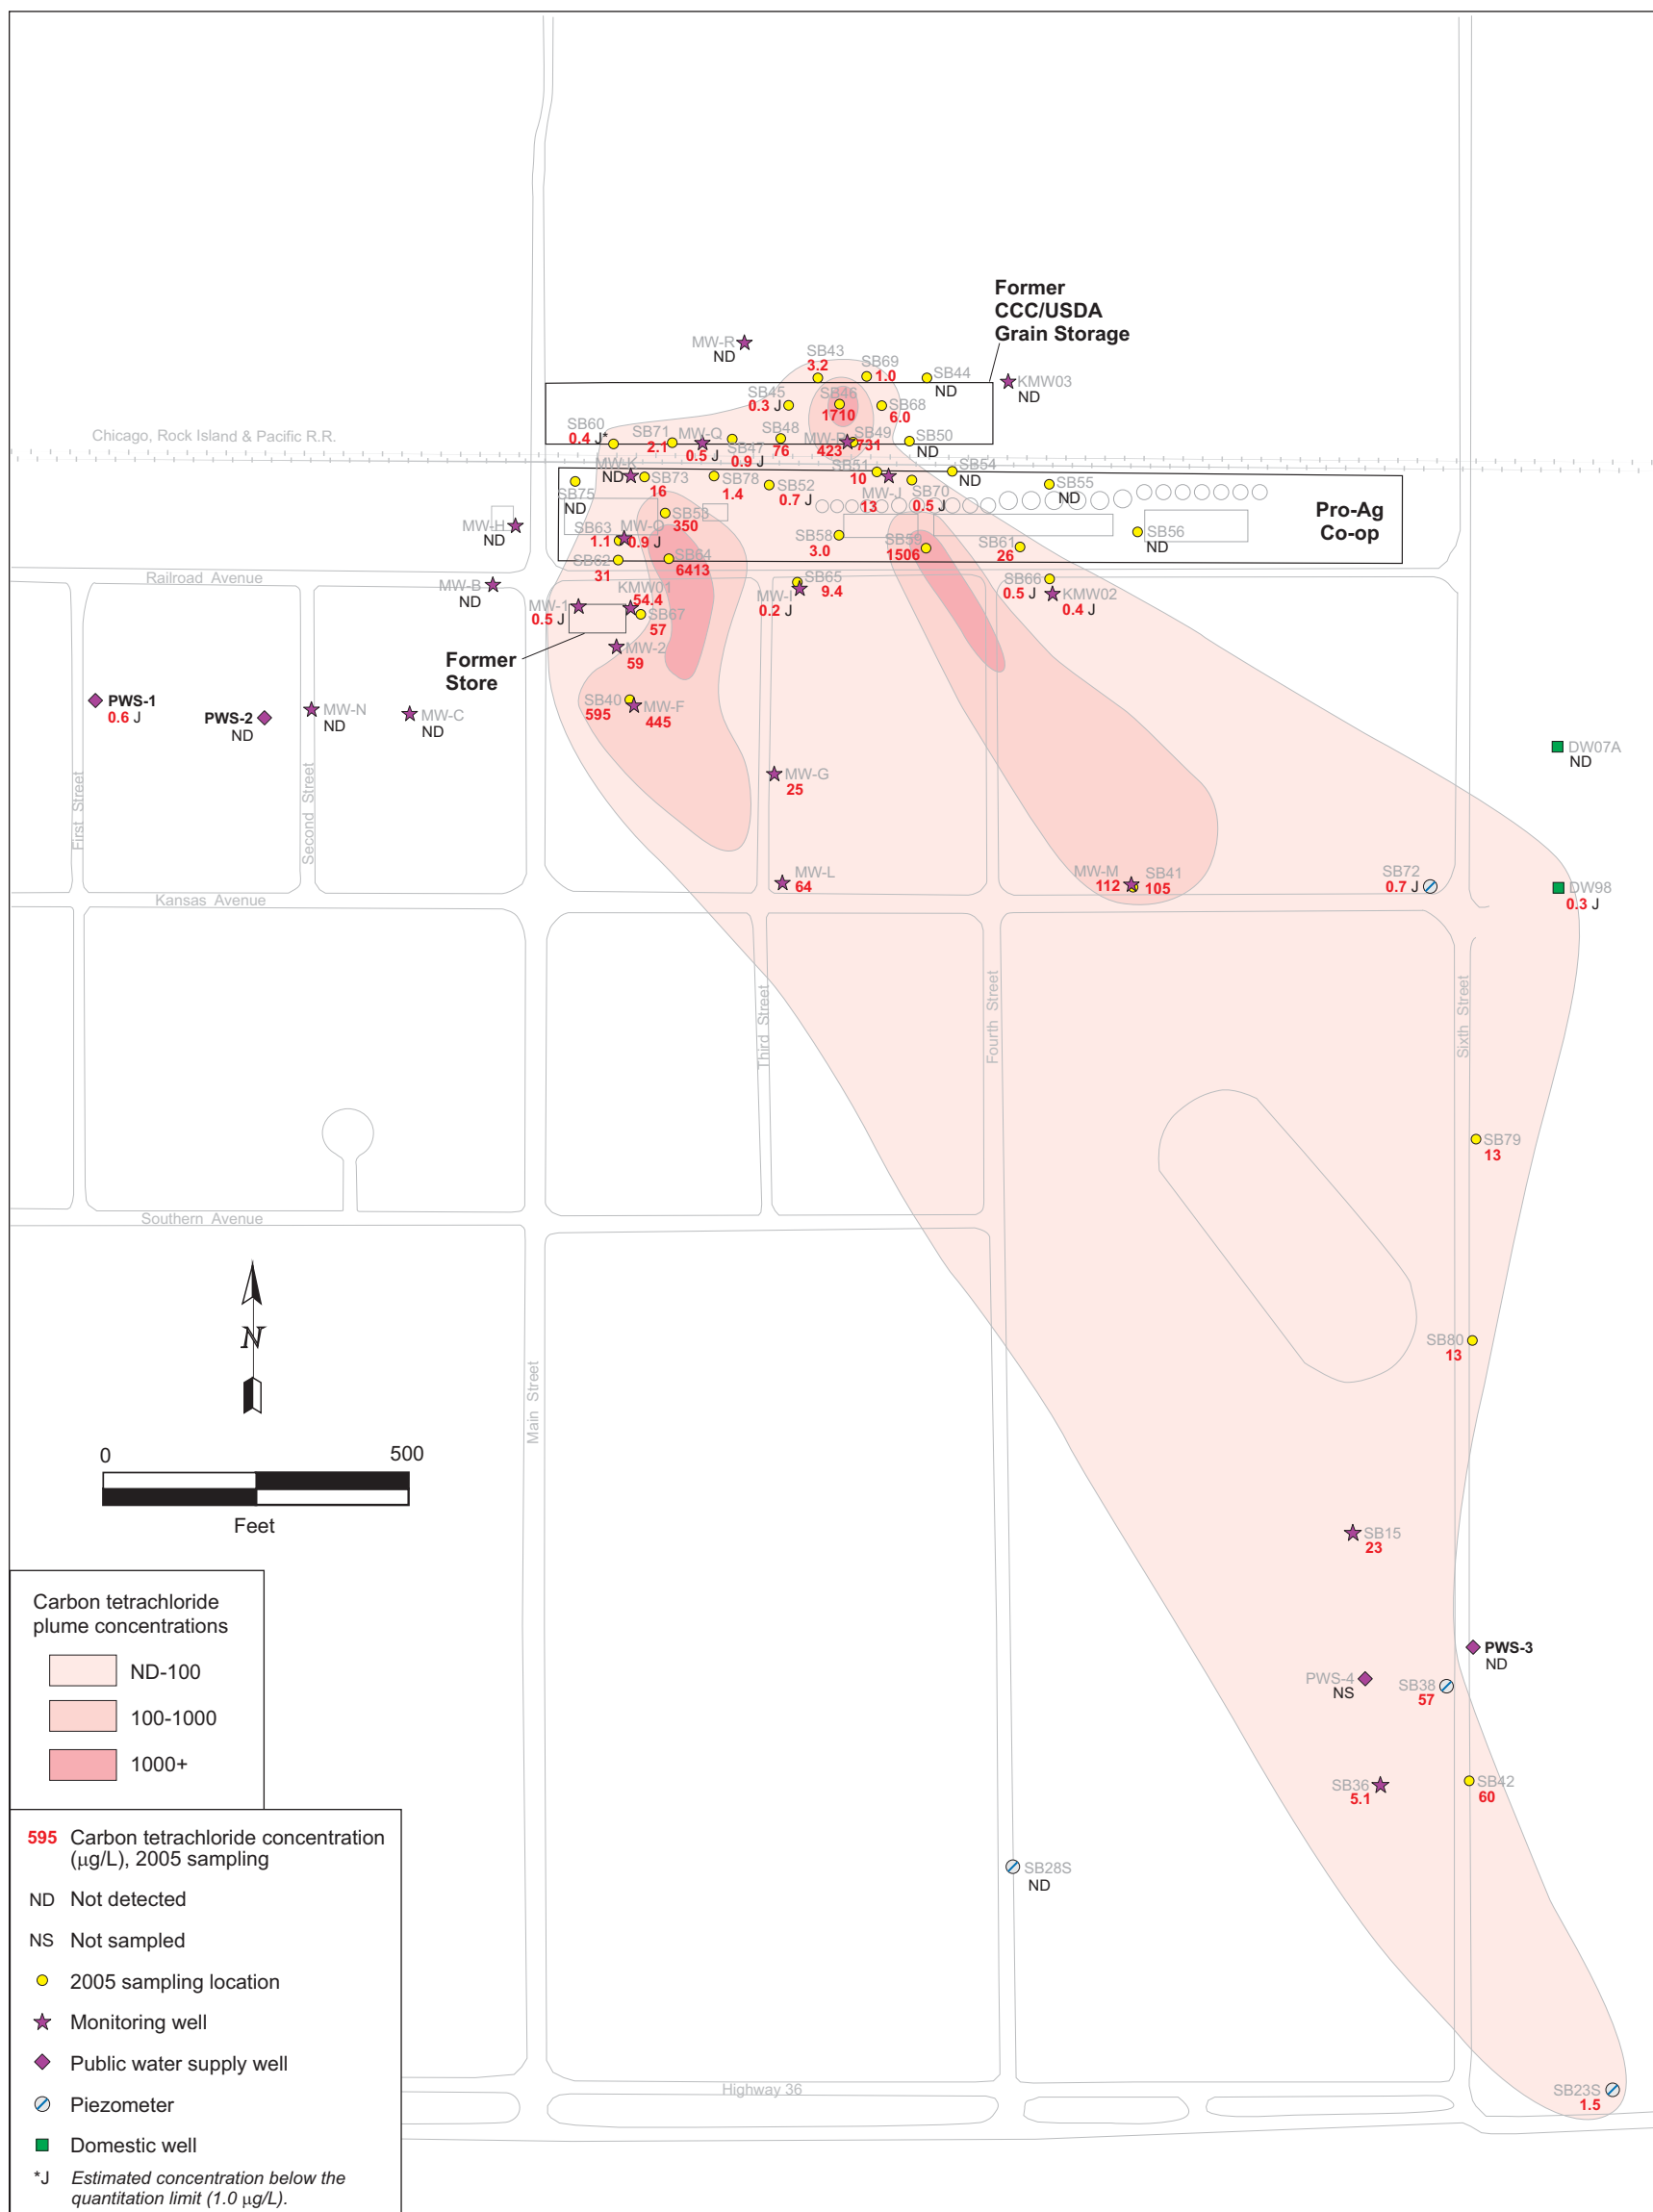 Former
CCC/USDA
Grain Storage
MW-R
ND
SB43
3.2
SB69
1.0
SB44
ND
KMW03
ND
SB45
0.3 J
SB46
1710
SB68
6.0
Chicago, Rock Island & Pacific R.R.
SB60
0.4 J*
SB71
2.1
MW-Q
0.5 J
SB47
0.9 J
SB48
76
MW-P
423
SB49
731
SB50
ND
MW-K
ND
SB73
16
SB78
1.4
SB52
0.7 J
SB51
10
MW-J
13
SB70
0.5 J
SB54
ND
SB55
ND
SB75
ND
Pro-Ag
Co-op
MW-H
ND
SB53
350
SB63
1.1
MW-O
0.9 J
SB58
3.0
SB59
1506
SB61
26
SB56
ND
SB62
31
SB64
6413
Railroad Avenue
MW-B
ND
KMW01
54.4
MW-1
0.5 J
SB67
57
SB65
9.4
MW-I
0.2 J
SB66
0.5 J
KMW02
0.4 J
Former
Store
MW-2
59
PWS-1
0.6 J
PWS-2
ND
MW-N
ND
MW-C
ND
SB40
595
MW-F
445
DW07A
ND
MW-G
25
First Street
Second Street
MW-L
64
MW-M
112
SB41
105
SB72
0.7 J
DW98
0.3 J
Kansas Avenue
Third Street
Fourth Street
Sixth Street
SB79
13
Southern Avenue
N
SB80
13
Main Street
0 500
Feet
SB15
23
PWS-3
ND
PWS-4
NS
SB38
57
SB36
5.1
SB42
60
SB28S
ND
Highway 36
SB23S
1.5
Carbon tetrachloride
plume concentrations
ND-100
100-1000
1000+
595 Carbon tetrachloride concentration
(µg/L), 2005 sampling
ND Not detected
NS Not sampled
2005 sampling location
Monitoring well
Public water supply well
Piezometer
Domestic well
*J Estimated concentration below the
quantitation limit (1.0 µg/L).